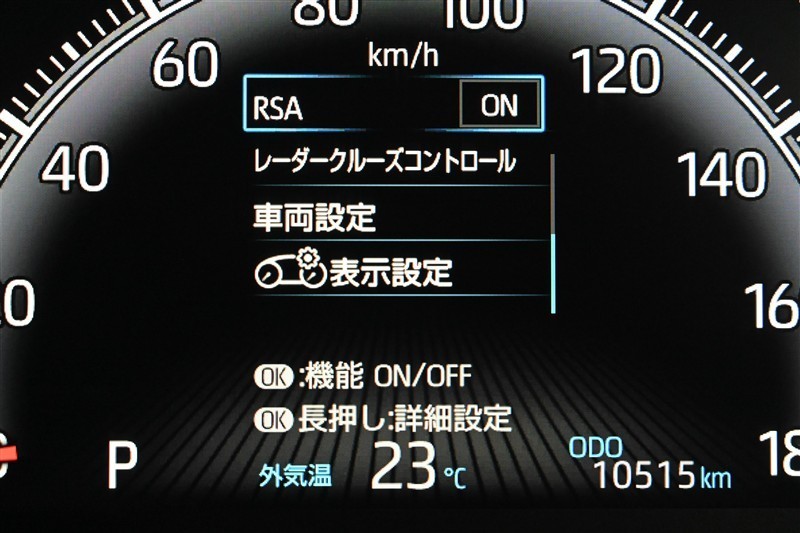 80 100
km/h
60 120
RSA ON
レーダークルーズコントロール
40 140
車両設定
表示設定
OK:機能 ON/OFF
OK長押し:詳細設定
P 外気温 23℃
ODO
10515km